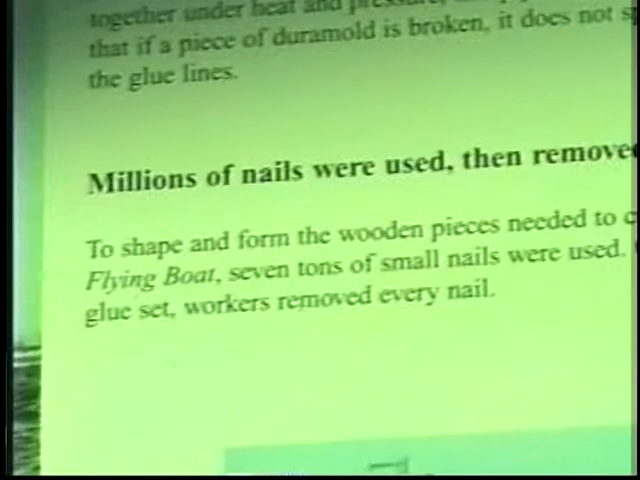 together under heat and pressure,
that if a piece of duramold is broken, it does not
the glue lines.
Millions of nails were used, then remove
To shape and form the wooden pieces needed to
Flying Boat, seven tons of small nails were used.
glue set, workers removed every nail.